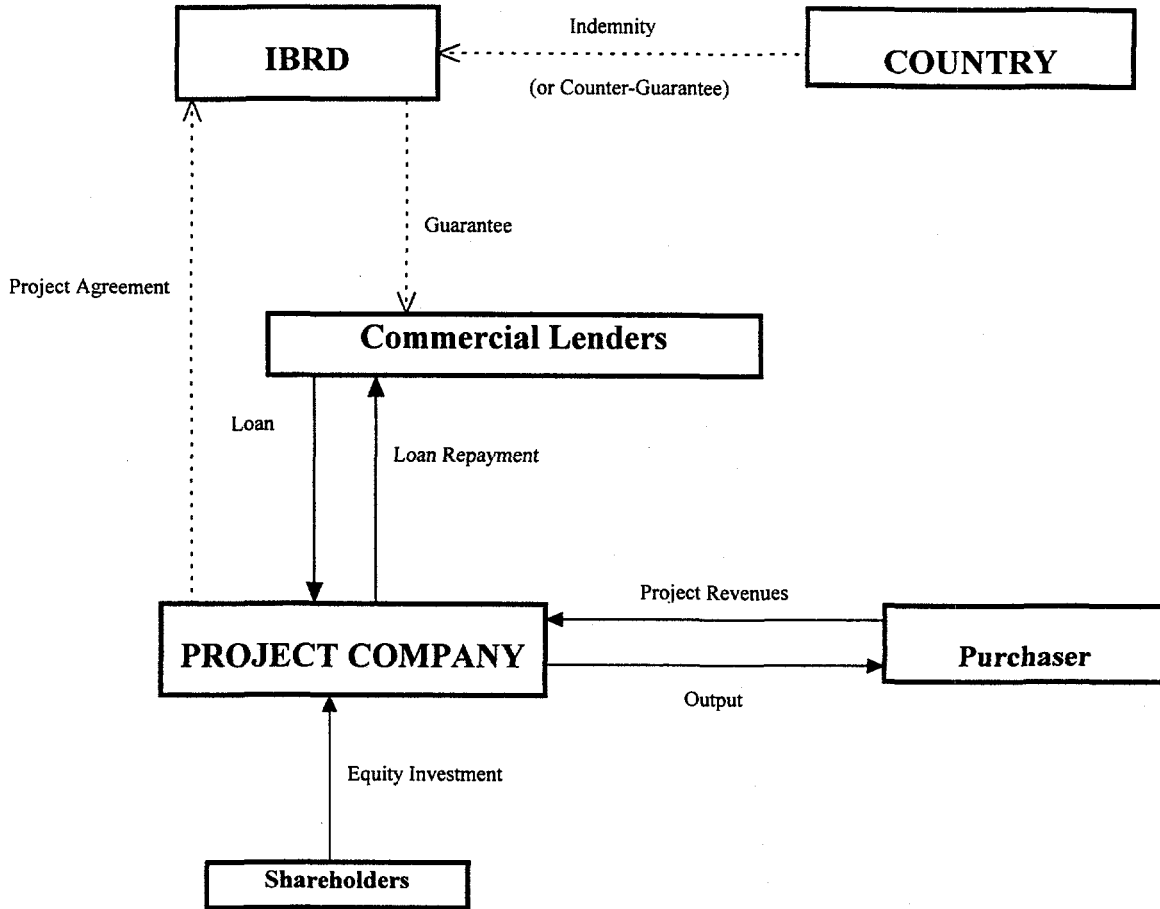 Indemnity
IBRD
COUNTRY
(or Counter-Guarantee)
Guarantee
Project Agreement
Commercial Lenders
Loan
Loan Repayment
Project Revenues
PROJECT COMPANY
Purchaser
Output
Equity Investment
Shareholders